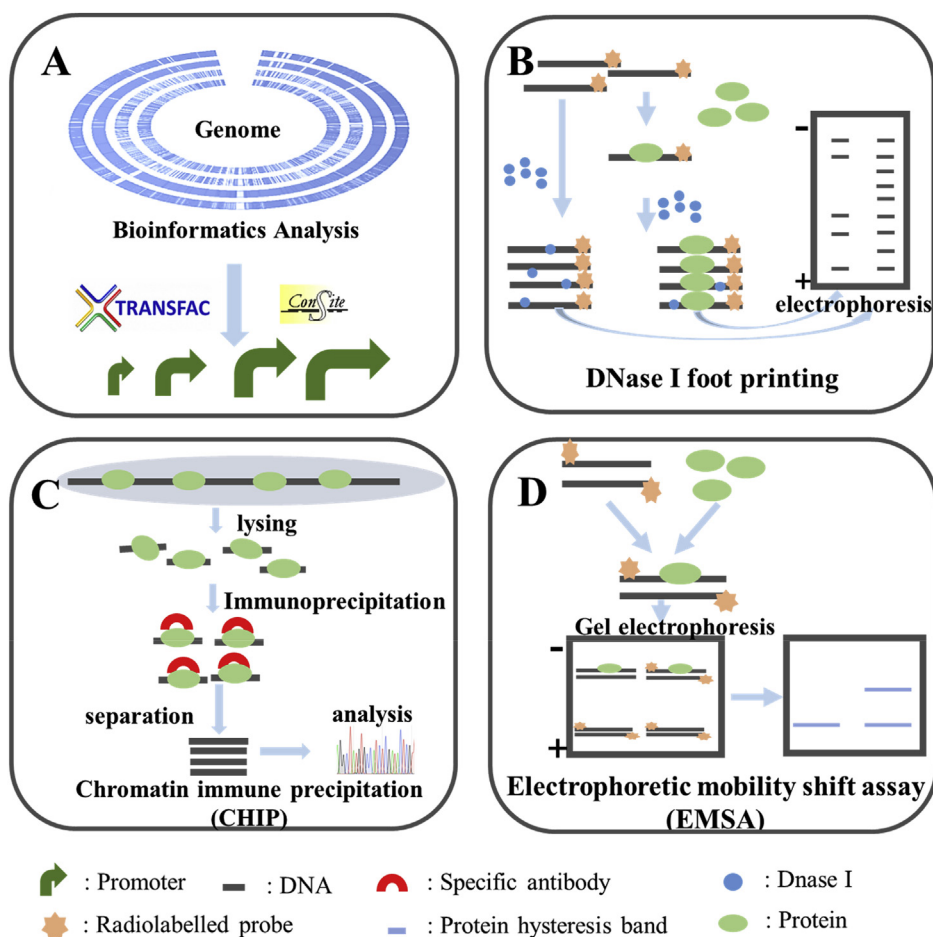 A
Genome
Bioinformatics Analysis
TRANSFAC
ConSite
B
-
+
electrophoresis
DNase I foot printing
C
lysing
Immunoprecipitation
separation
analysis
Chromatin immune precipitation
(CHIP)
D
Gel electrophoresis
-
+
Electrophoretic mobility shift assay
(EMSA)
: Promoter
: DNA
: Specific antibody
: Dnase I
: Radiolabelled probe
: Protein hysteresis band
: Protein